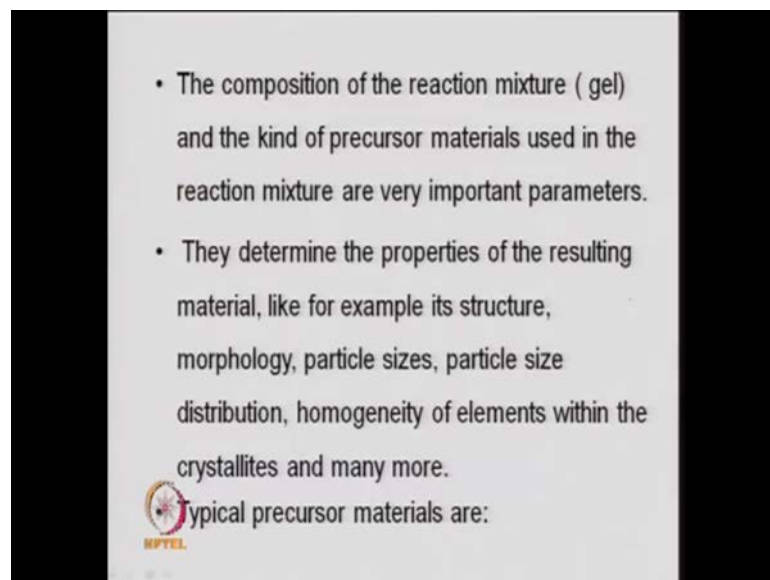 • The composition of the reaction mixture ( gel)
and the kind of precursor materials used in the
reaction mixture are very important parameters.
• They determine the properties of the resulting
material, like for example its structure,
morphology, particle sizes, particle size
distribution, homogeneity of elements within the
crystallites and many more.
Typical precursor materials are:
NPTEL